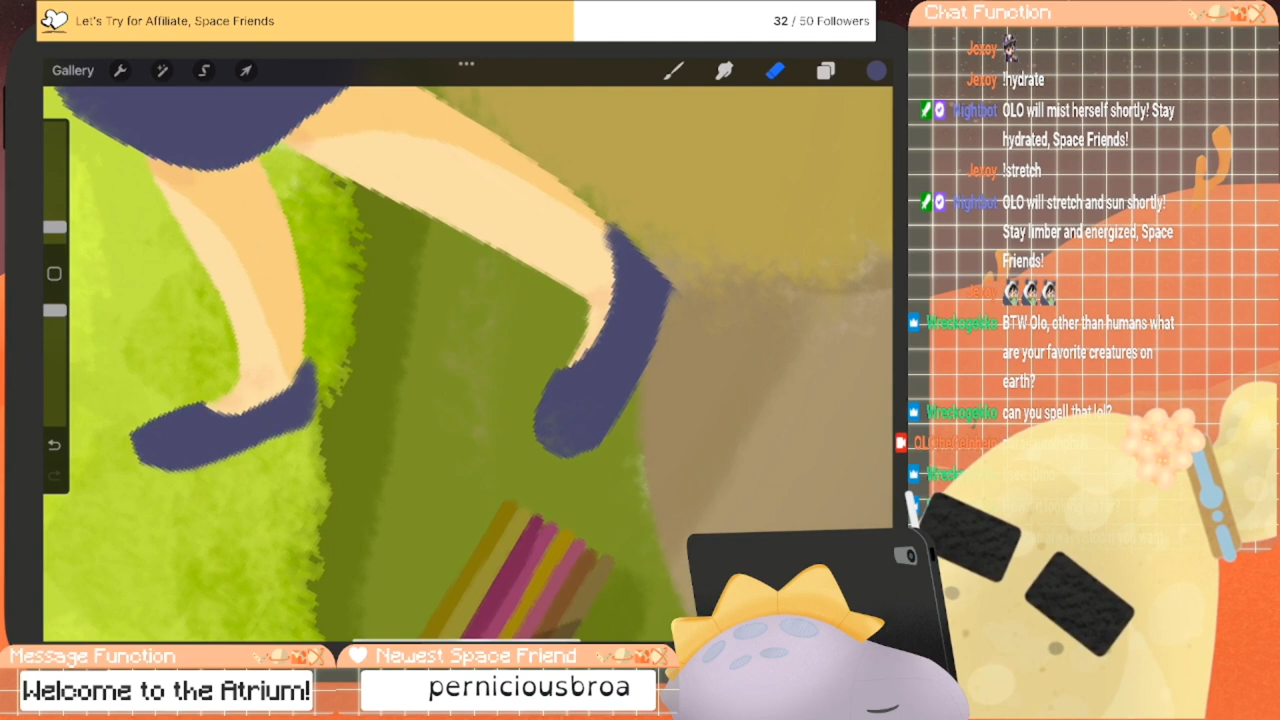 Let's Try for Affiliate, Space Friends
32 / 50 Followers
Gallery
Chat Function
Jexoy
Jexoy !hydrate
Nightbot OLO will mist herself shortly! Stay
hydrated, Space Friends!
Jexoy !stretch
Nightbot OLO will stretch and sun shortly!
Stay limber and energized, Space
Friends!
Jexoy
Wreckogekko BTW Olo, other than humans what
are your favorite creatures on
earth?
Wreckogekko can you spell that lol?
Message Function
Welcome to the Atrium!
Newest Space Friend
perniciousbroa